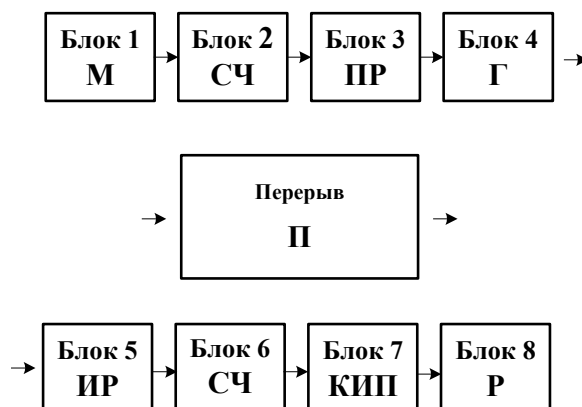 Блок 1 Блок 2 Блок 3 Блок 4
М СЧ ПР Г
Перерыв
П
Блок 5 Блок 6 Блок 7 Блок 8
ИР СЧ КИП Р